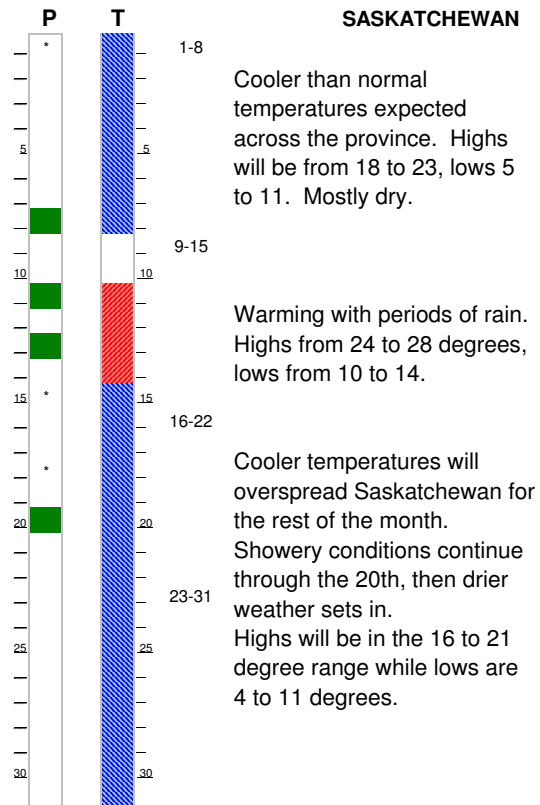 P T SASKATCHEWAN
* 1-8
Cooler than normal
temperatures expected
across the province. Highs
will be from 18 to 23, lows 5
to 11. Mostly dry.
5 5
9-15
10 10
Warming with periods of rain.
Highs from 24 to 28 degrees,
lows from 10 to 14.
*
15 15
16-22
Cooler temperatures will
overspread Saskatchewan for
the rest of the month.
Showery conditions continue
through the 20th, then drier
weather sets in.
Highs will be in the 16 to 21
degree range while lows are
4 to 11 degrees.
*
20 20
23-31
25 25
30 30